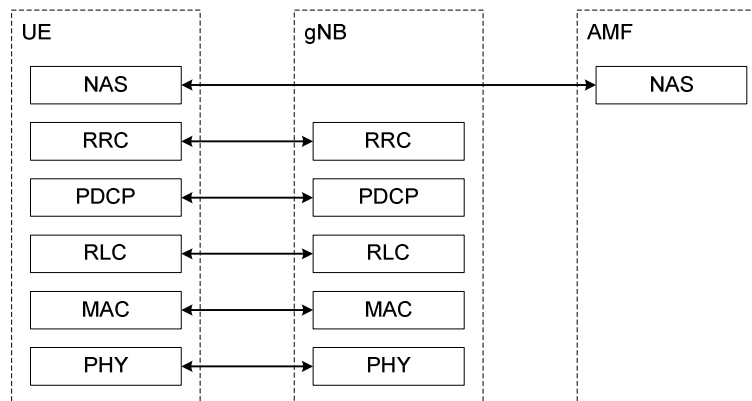 UE gNB AMF
NAS NAS
RRC RRC
PDCP PDCP
RLC RLC
MAC MAC
PHY PHY